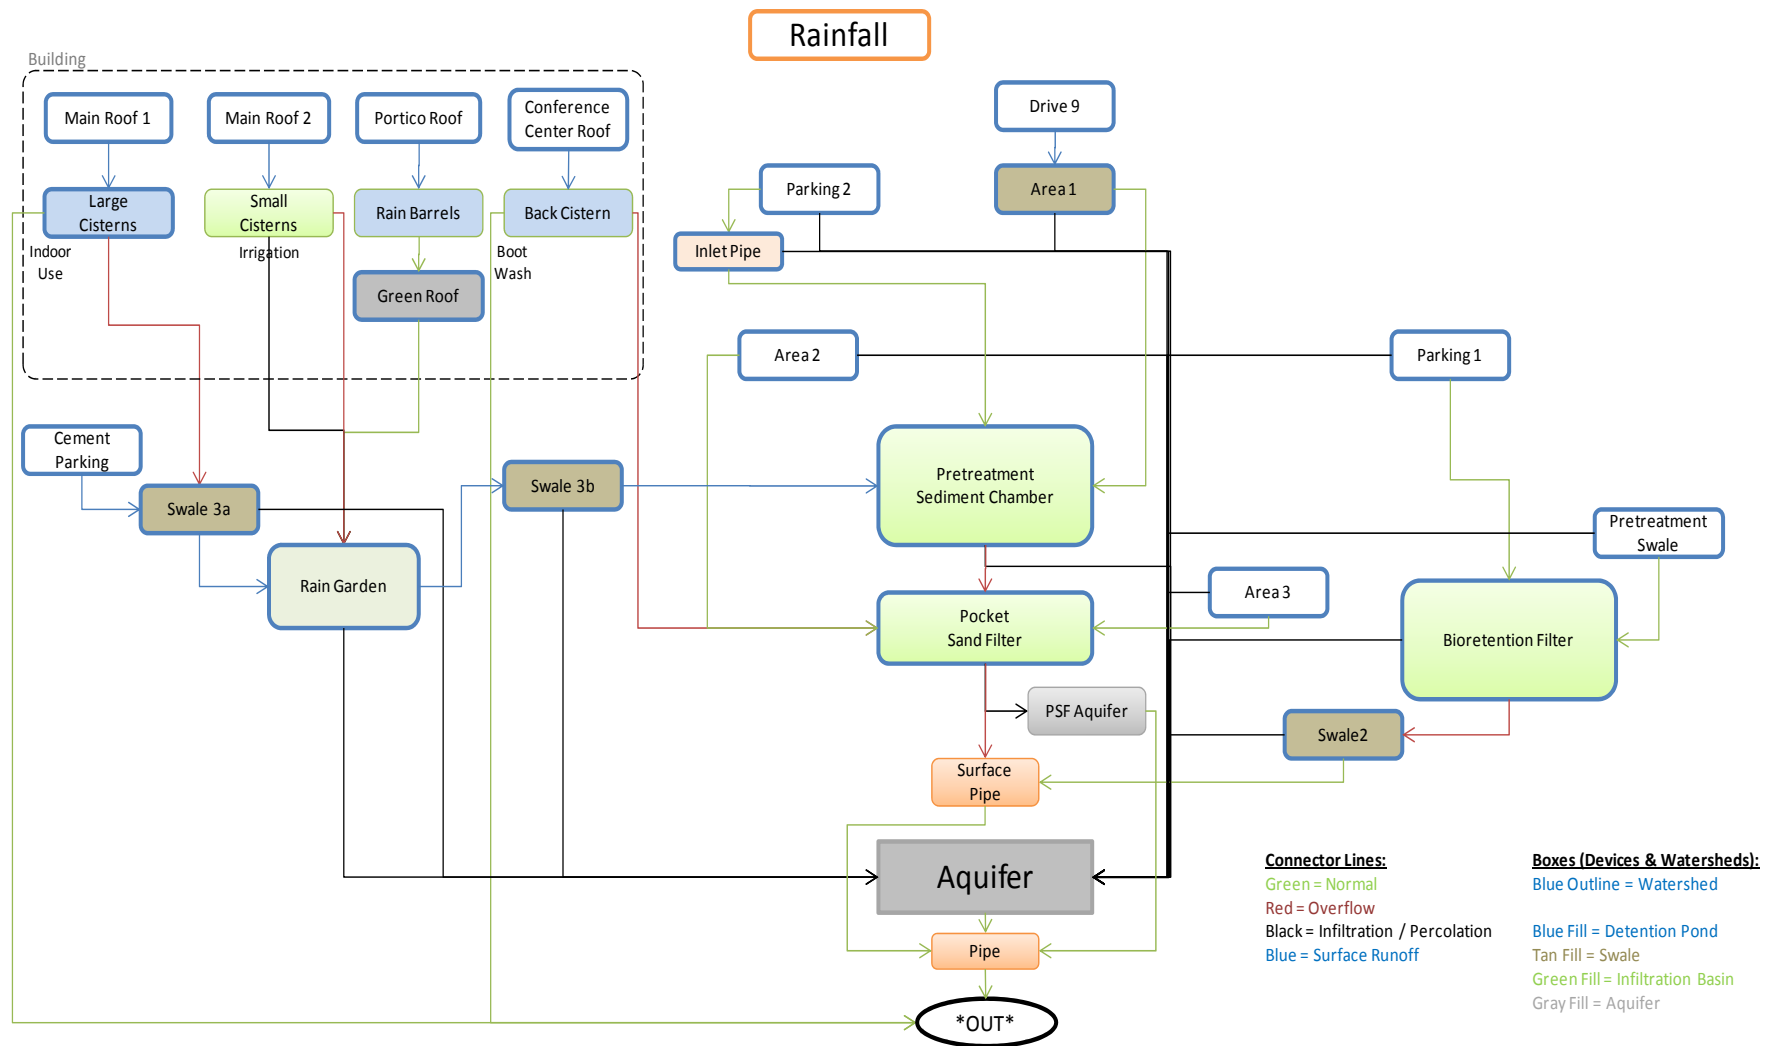 Rainfall
Building
Main Roof 1
Main Roof 2
Portico Roof
Conference
Center Roof
Drive 9
Large
Cisterns
Small
Cisterns
Rain Barrels
Back Cistern
Parking 2
Area 1
Indoor
Use
Irrigation
Boot
Wash
Inlet Pipe
Green Roof
Area 2
Parking 1
Cement
Parking
Swale 3a
Swale 3b
Pretreatment
Sediment Chamber
Pretreatment
Swale
Rain Garden
Area 3
Pocket
Sand Filter
Bioretention Filter
PSF Aquifer
Swale2
Surface
Pipe
Aquifer
Pipe
*OUT*
Connector Lines:
Green = Normal
Red = Overflow
Black = Infiltration / Percolation
Blue = Surface Runoff
Boxes (Devices & Watersheds):
Blue Outline = Watershed
Blue Fill = Detention Pond
Tan Fill = Swale
Green Fill = Infiltration Basin
Gray Fill = Aquifer